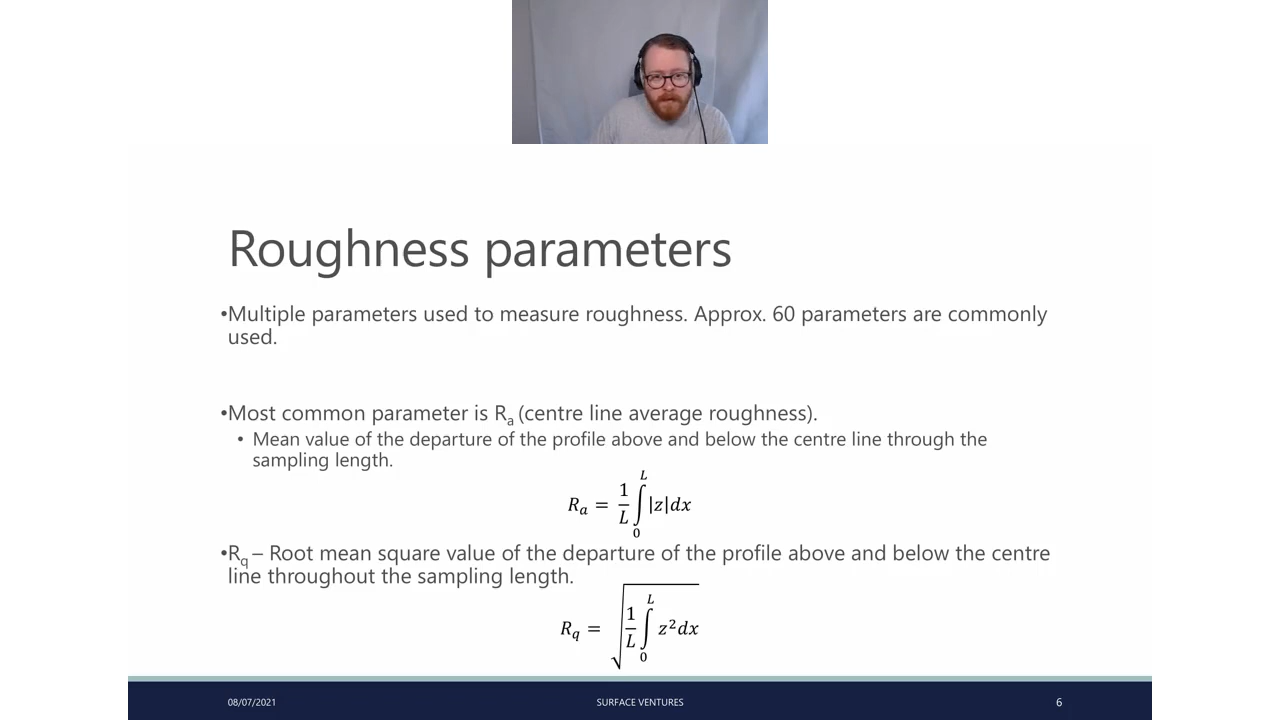 Roughness parameters
•Multiple parameters used to measure roughness. Approx. 60 parameters are commonly
used.
•Most common parameter is Rₐ (centre line average roughness).
• Mean value of the departure of the profile above and below the centre line through the
sampling length.
Rₐ = 1/L ∫₀ᴸ |z|dx
•Rq – Root mean square value of the departure of the profile above and below the centre
line throughout the sampling length.
Rq = √(1/L ∫₀ᴸ z²dx)
08/07/2021 SURFACE VENTURES 6